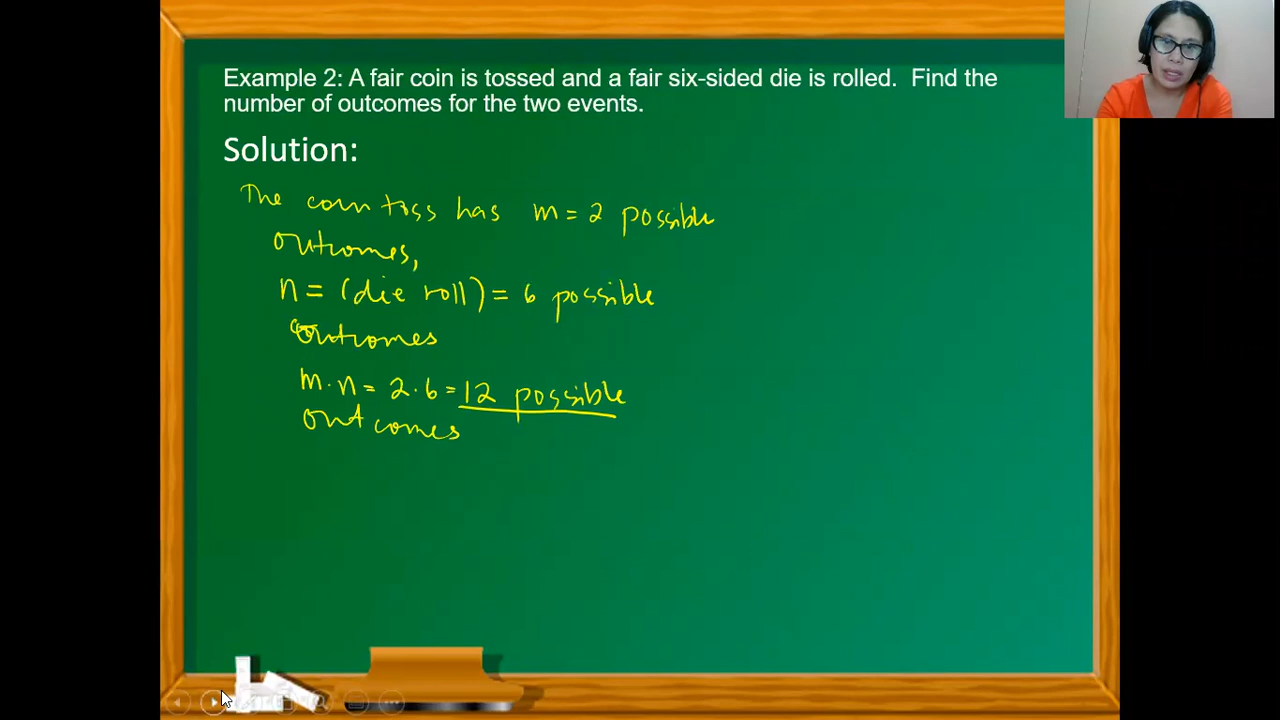 Example 2: A fair coin is tossed and a fair six-sided die is rolled. Find the
number of outcomes for the two events.
Solution:
The coin toss has m = 2 possible
outcomes,
n = (die roll) = 6 possible
outcomes
m·n = 2·6 = 12 possible
outcomes